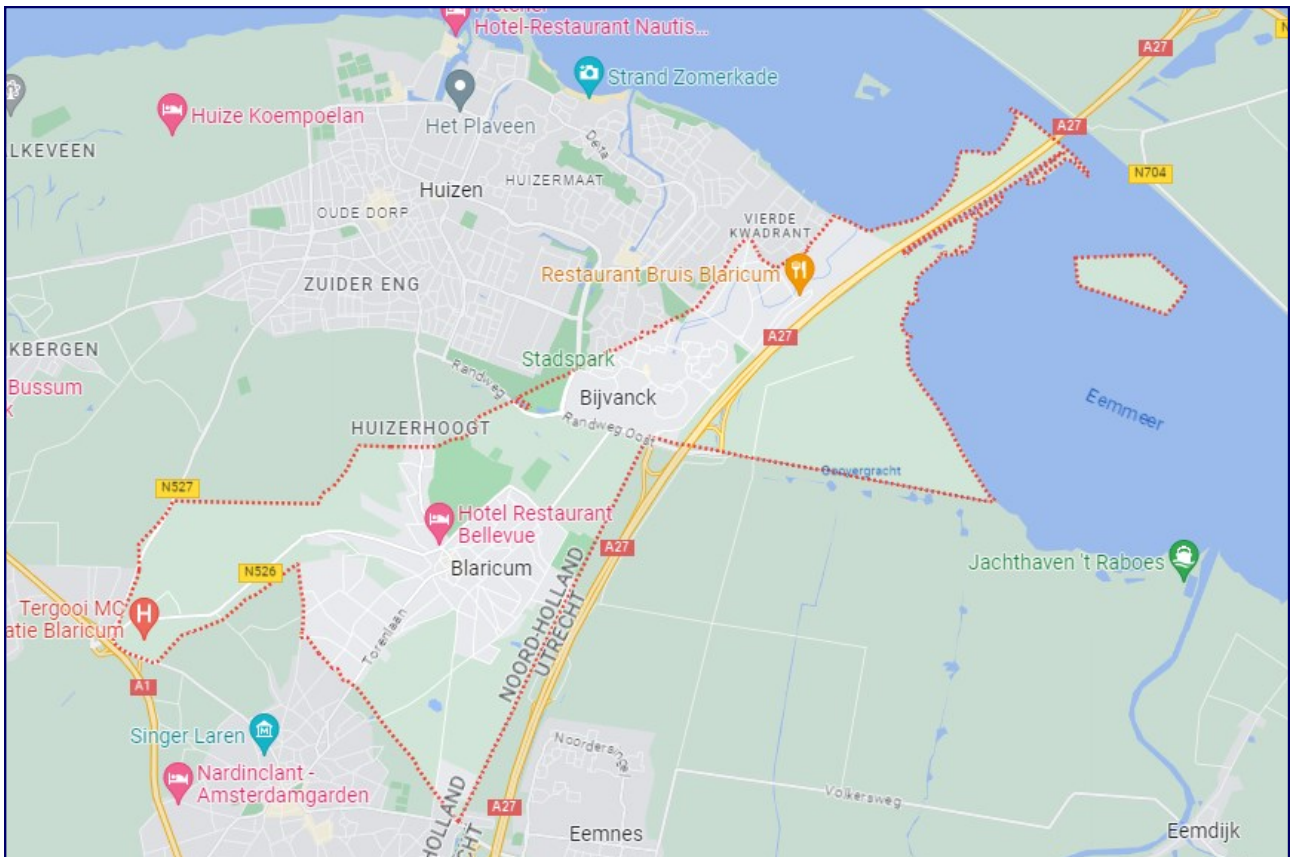 Hotel-Restaurant Nautis...
A27
Strand Zomerkade
Huize Koempoelan
Het Plaveen
Delta
A27
LKEVEEN
N704
HUIZERMAAT
Huizen
OUDE DORP
VIERDE
KWADRANT
Restaurant Bruis Blaricum
ZUIDER ENG
A27
KBERGEN
Stadspark
Randweg
Bussum
k
Bijvanck
Eemmeer
HUIZERHOOGT
Randweg Oost
Goovergracht
N527
Hotel Restaurant
Bellevue
A27
Blaricum
Jachthaven 't Raboes
N526
Tergooi MC
atie Blaricum
Torenlaan
NOORD-HOLLAND
UTRECHT
A1
Singer Laren
Noordersingel
Nardinclant -
Amsterdamgarden
A27
Volkersweg
HOLLAND
ECHT
Eemnes
Eemdijk